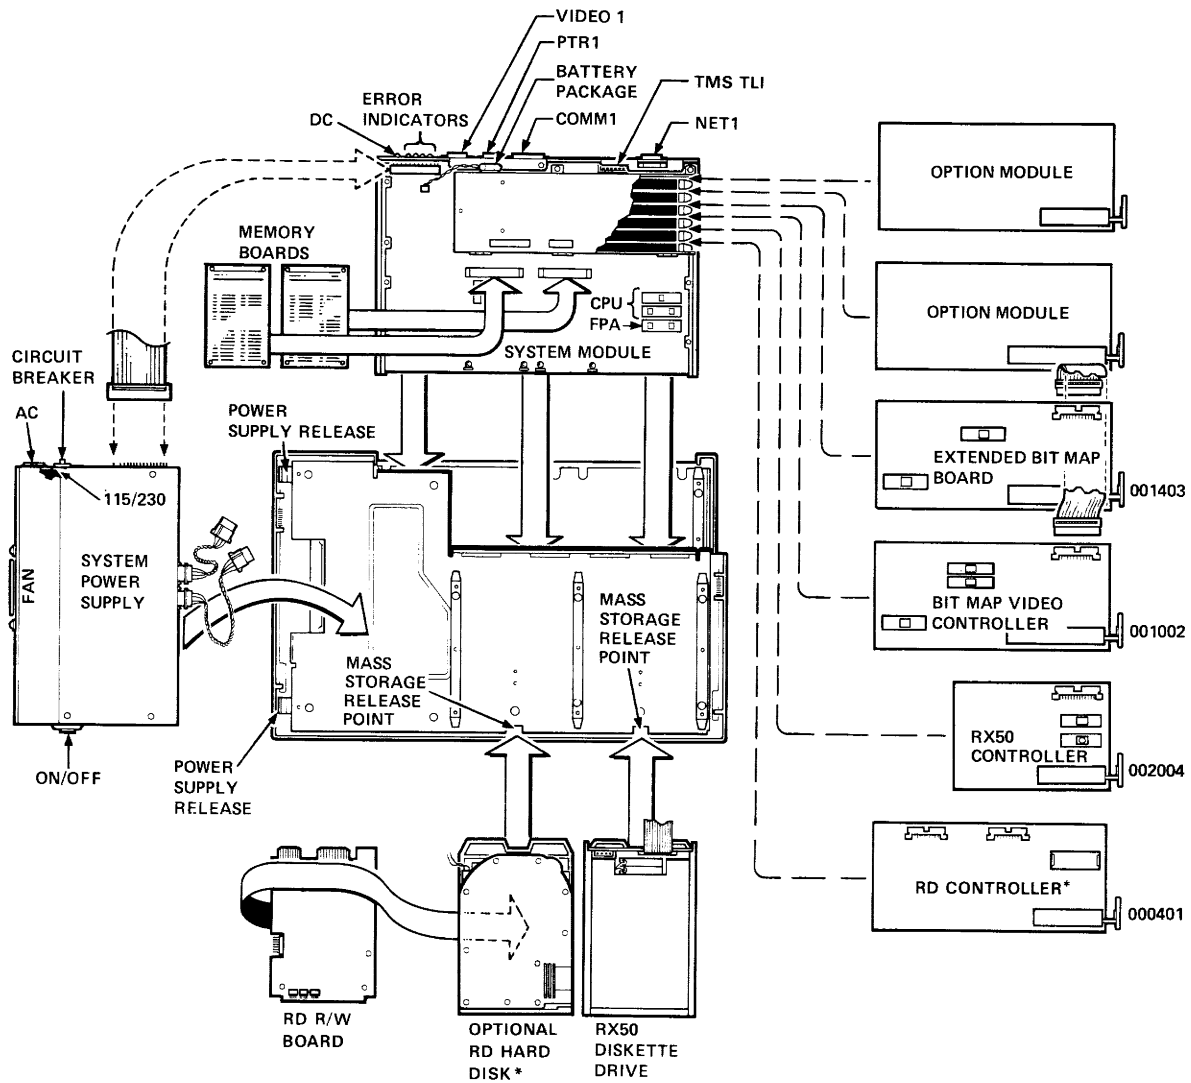 VIDEO 1
PTR1
BATTERY
PACKAGE
COMM1
TMS TLI
NET1
ERROR
INDICATORS
DC
MEMORY
BOARDS
CPU
FPA
SYSTEM MODULE
OPTION MODULE
OPTION MODULE
EXTENDED BIT MAP
BOARD
001403
BIT MAP VIDEO
CONTROLLER
001002
RX50
CONTROLLER
002004
RD CONTROLLER*
000401
CIRCUIT
BREAKER
AC
115/230
FAN
SYSTEM
POWER
SUPPLY
ON/OFF
POWER
SUPPLY RELEASE
MASS
STORAGE
RELEASE
POINT
MASS
STORAGE
RELEASE
POINT
POWER
SUPPLY
RELEASE
RD R/W
BOARD
OPTIONAL
RD HARD
DISK*
RX50
DISKETTE
DRIVE